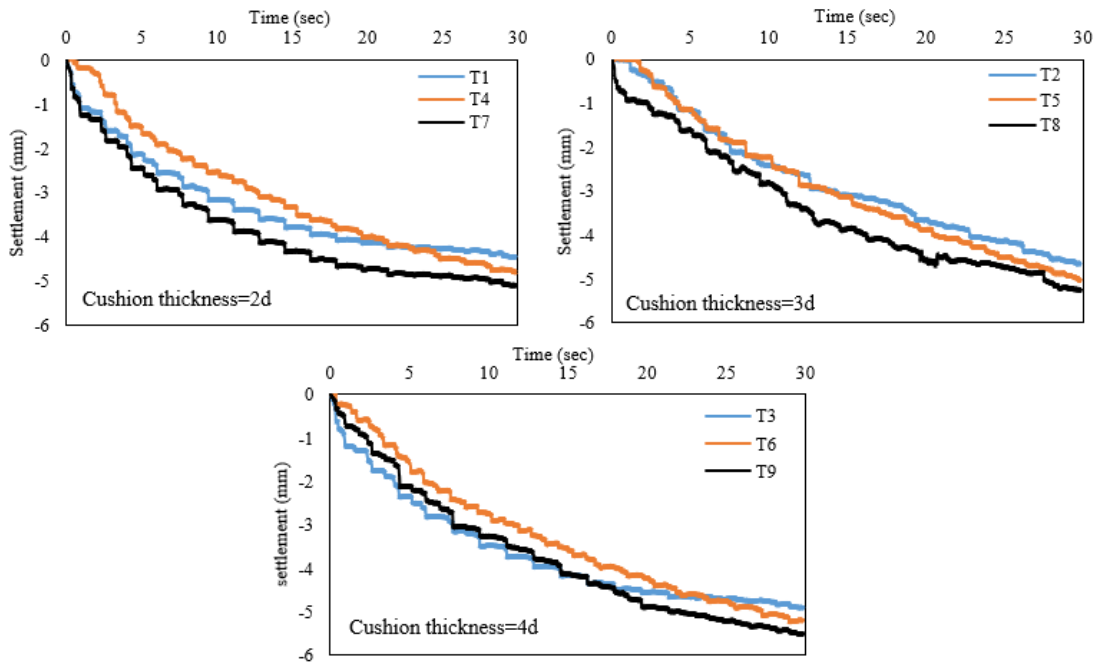 Time (sec)
0 5 10 15 20 25 30
0
-1
-2
-3
-4
-5
-6
Settlement (mm)
T1
T4
T7
Cushion thickness=2d
Time (sec)
0 5 10 15 20 25 30
0
-1
-2
-3
-4
-5
-6
Settlement (mm)
T2
T5
T8
Cushion thickness=3d
Time (sec)
0 5 10 15 20 25 30
0
-1
-2
-3
-4
-5
-6
settlement (mm)
T3
T6
T9
Cushion thickness=4d